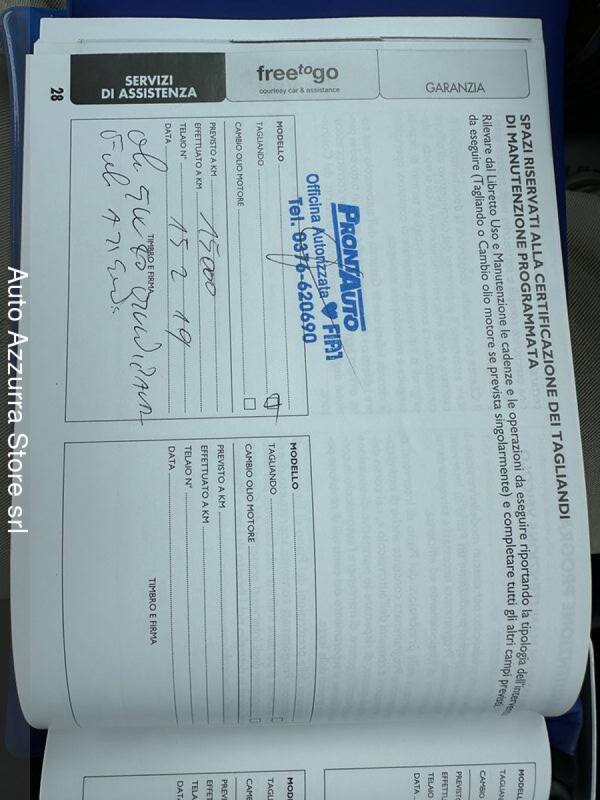 GARANZIA
freetogo
courtesy car & assistance
SERVIZI
DI ASSISTENZA
28
SPAZI RISERVATI ALLA CERTIFICAZIONE DEI TAGLIANDI
DI MANUTENZIONE PROGRAMMATA
Rilevare dal Libretto Uso e Manutenzione le cadenze e le operazioni da eseguire riportando la tipologia dell'intervento
da eseguire (Tagliando o Cambio olio motore se prevista singolarmente) e completare tutti gli altri campi previsti.
PRONTAUTO
Officina Autorizzata FIAT
Tel. 0376-620690
MODELLO
TAGLIANDO
CAMBIO OLIO MOTORE
PREVISTO A KM
EFFETTUATO A KM 15000
TELAIO N°
DATA 15 2 19
TIMBRO E FIRMA
MODELLO
TAGLIANDO
CAMBIO OLIO MOTORE
PREVISTO A KM
EFFETTUATO A KM
TELAIO N°
DATA
TIMBRO E FIRMA
Auto Azzurra Store srl